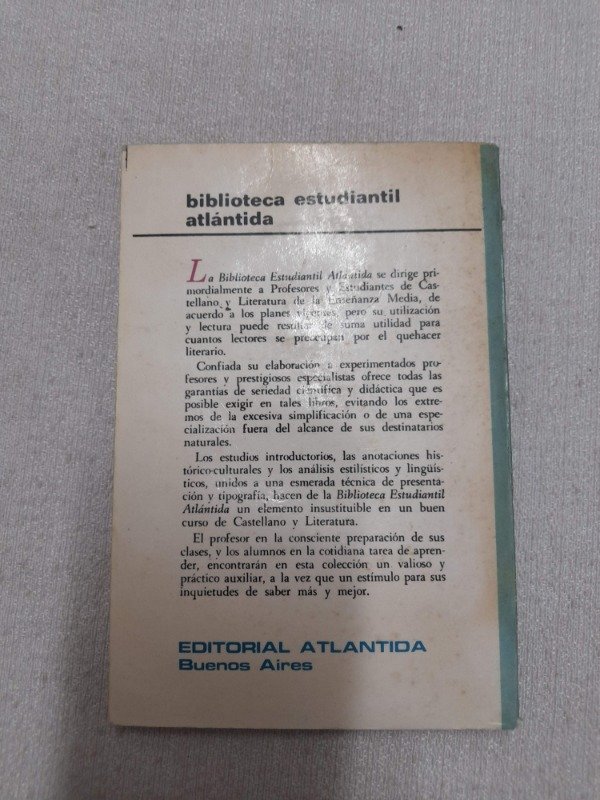 biblioteca estudiantil
atlántida
La Biblioteca Estudiantil Atlántida se dirige pri-
mordialmente a Profesores y Estudiantes de Cas-
tellano y Literatura de la Enseñanza Media, de
acuerdo a los planes vigentes, pero su utilización
y lectura puede resultar de suma utilidad para
cuantos lectores se preocupan por el quehacer
literario.
Confiada su elaboración a experimentados pro-
fesores y prestigiosos especialistas ofrece todas las
garantías de seriedad científica y didáctica que es
posible exigir en tales libros, evitando los extre-
mos de la excesiva simplificación o de una espe-
cialización fuera del alcance de sus destinatarios
naturales.
Los estudios introductorios, las anotaciones his-
tórico-culturales y los análisis estilísticos y lingüís-
ticos, unidos a una esmerada técnica de presenta-
ción y tipografía, hacen de la Biblioteca Estudiantil
Atlántida un elemento insustituible en un buen
curso de Castellano y Literatura.
El profesor en la consciente preparación de sus
clases, y los alumnos en la cotidiana tarea de apren-
der, encontrarán en esta colección un valioso y
práctico auxiliar, a la vez que un estímulo para sus
inquietudes de saber más y mejor.
EDITORIAL ATLANTIDA
Buenos Aires